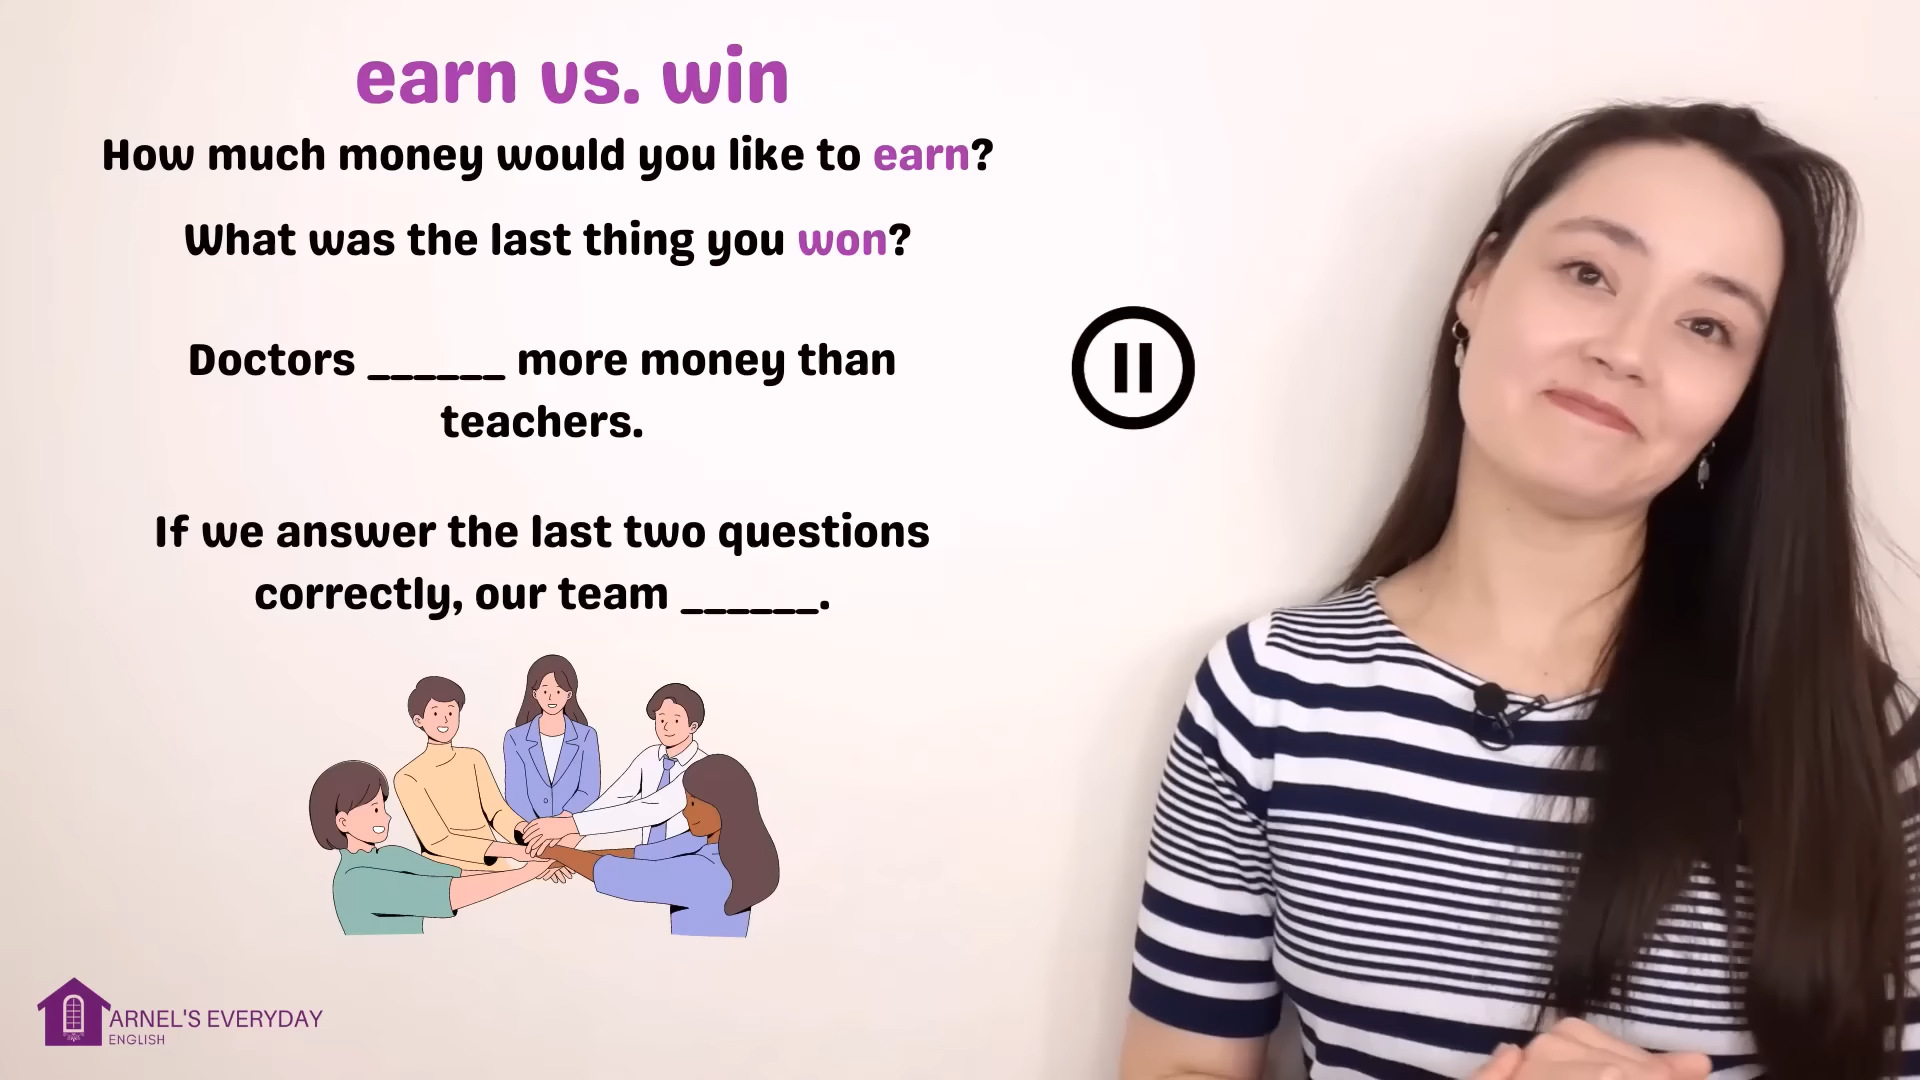 earn vs. win
How much money would you like to earn?
What was the last thing you won?
Doctors ______ more money than
teachers.
If we answer the last two questions
correctly, our team ______.
ARNEL'S EVERYDAY
ENGLISH